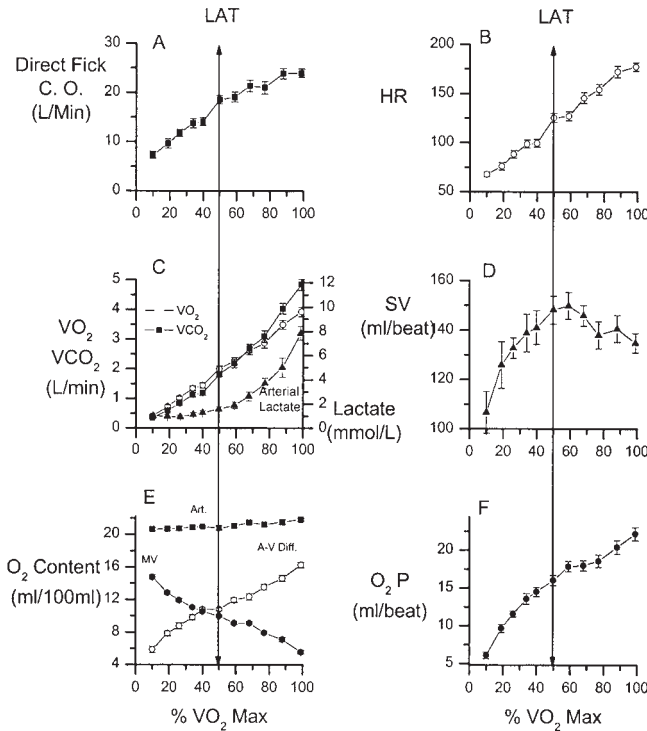 LAT
A
Direct Fick
C. O.
(L/Min)
30
20
10
0
0 20 40 60 80 100
LAT
B
HR
175
150
125
100
75
50
0 20 40 60 80 100
C
VO₂
VCO₂
VO₂
VCO₂
(L/min)
5
4
3
2
1
0
12
10
8
6
4
2
1
0
Arterial
Lactate
Lactate
(mmol/L)
0 20 40 60 80 100
D
SV
(ml/beat)
160
140
120
100
0 20 40 60 80 100
E
Art.
MV
A-V Diff.
O₂ Content
(ml/100ml)
20
16
12
8
4
0 20 40 60 80 100
% VO₂ Max
F
O₂ P
(ml/beat)
25
20
15
10
5
0 20 40 60 80 100
% VO₂ Max